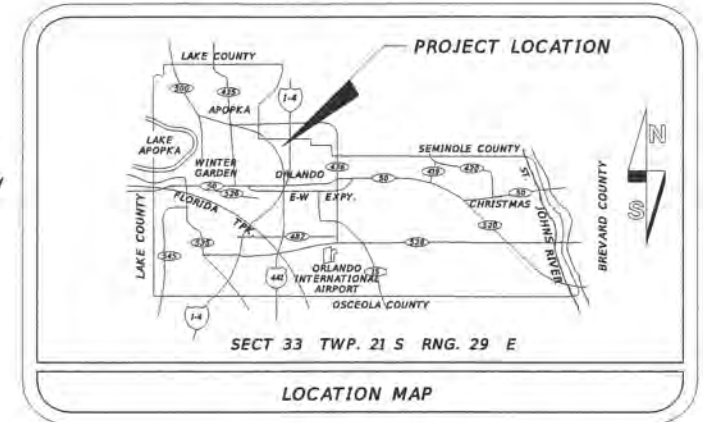 PROJECT LOCATION
LAKE COUNTY
I-4
435
APOPKA
LAKE
APOPKA
SEMINOLE COUNTY
N
WINTER
GARDEN
ORLANDO
436
419
420
50
50
526
E-W EXPY.
50
CHRISTMAS
ST. JOHNS RIVER
BREVARD COUNTY
S
FLORIDA TPK.
LAKE COUNTY
535
482
528
520
545
441
ORLANDO
INTERNATIONAL
AIRPORT
OSCEOLA COUNTY
I-4
SECT 33 TWP. 21 S RNG. 29 E
LOCATION MAP